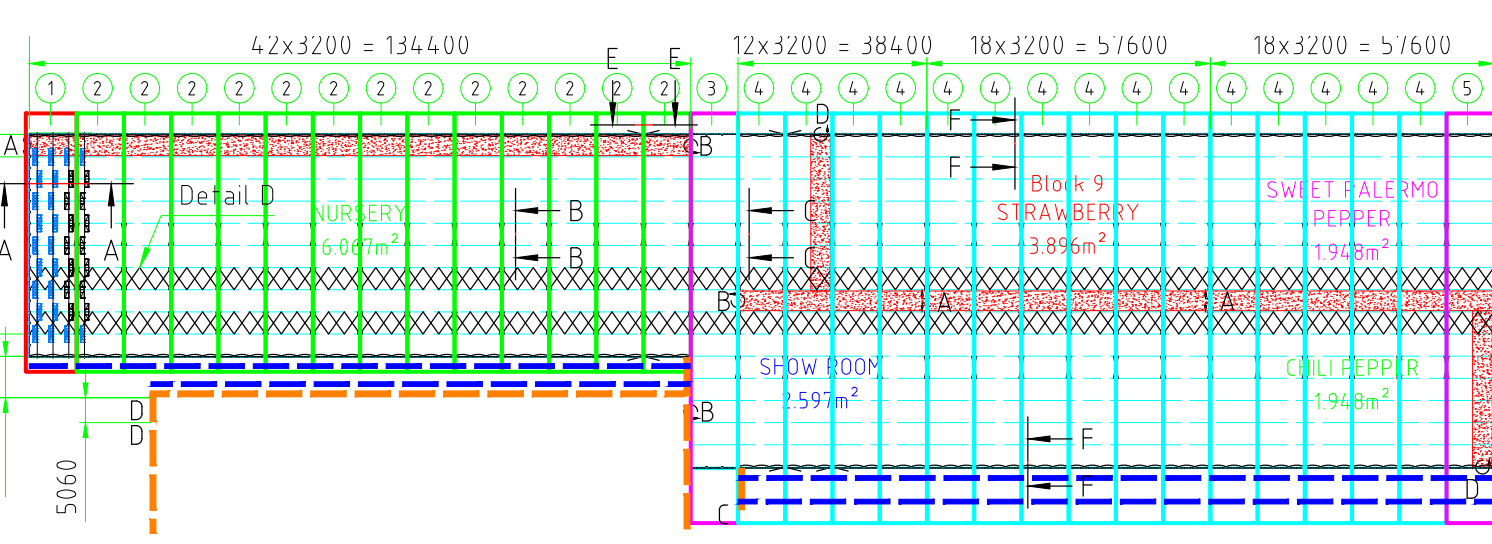 42x3200 = 134400
12x3200 = 38400
18x3200 = 57600
18x3200 = 57600
E E
1 2 2 2 2 2 2 2 2 2 2 2 2 2 3 4 4 4 4 4 4 4 4 4 4 4 4 4 4 4 5
D
F
A
B
F
Detail D
Block 9
STRAWBERRY
3.896m²
SWEET PALERMO
PEPPER
1.948m²
NURSERY
6.067m²
B
C
A
A
B
C
B
A
A
SHOW ROOM
2.597m²
CHILI PEPPER
1.948m²
D
D
B
F
5060
F
D
C